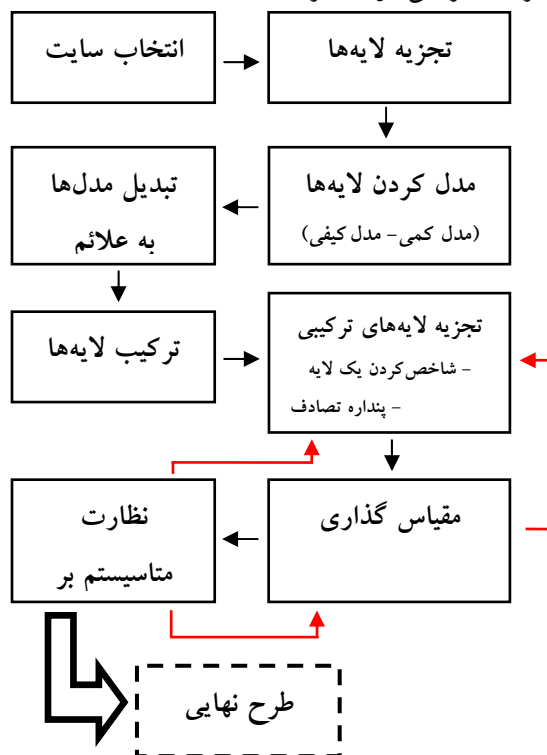 انتخاب سایت
تجزیه لایه‌ها
مدل کردن لایه‌ها
(مدل کمی- مدل کیفی)
تبدیل مدل‌ها
به علائم
ترکیب لایه‌ها
تجزیه لایه‌های ترکیبی
- شاخص‌کردن یک لایه
- پنداره تصادف
مقیاس گذاری
نظارت
متاسیستم بر
طرح نهایی